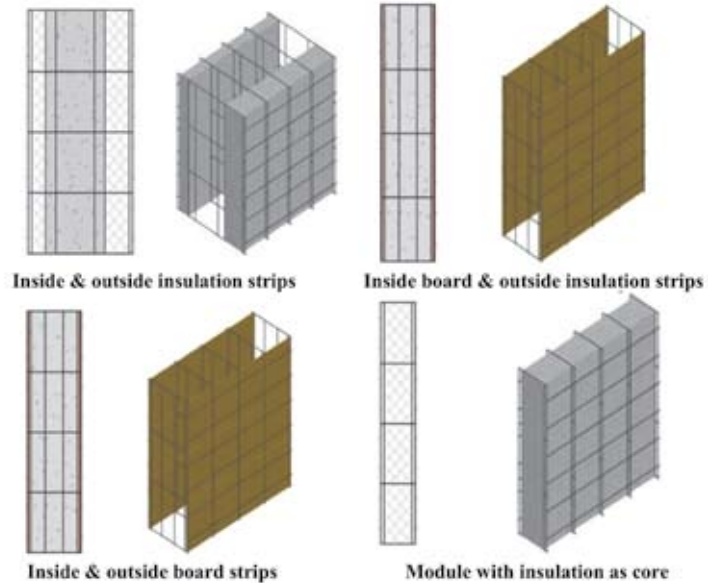 Inside & outside insulation strips
Inside board & outside insulation strips
Inside & outside board strips
Module with insulation as core